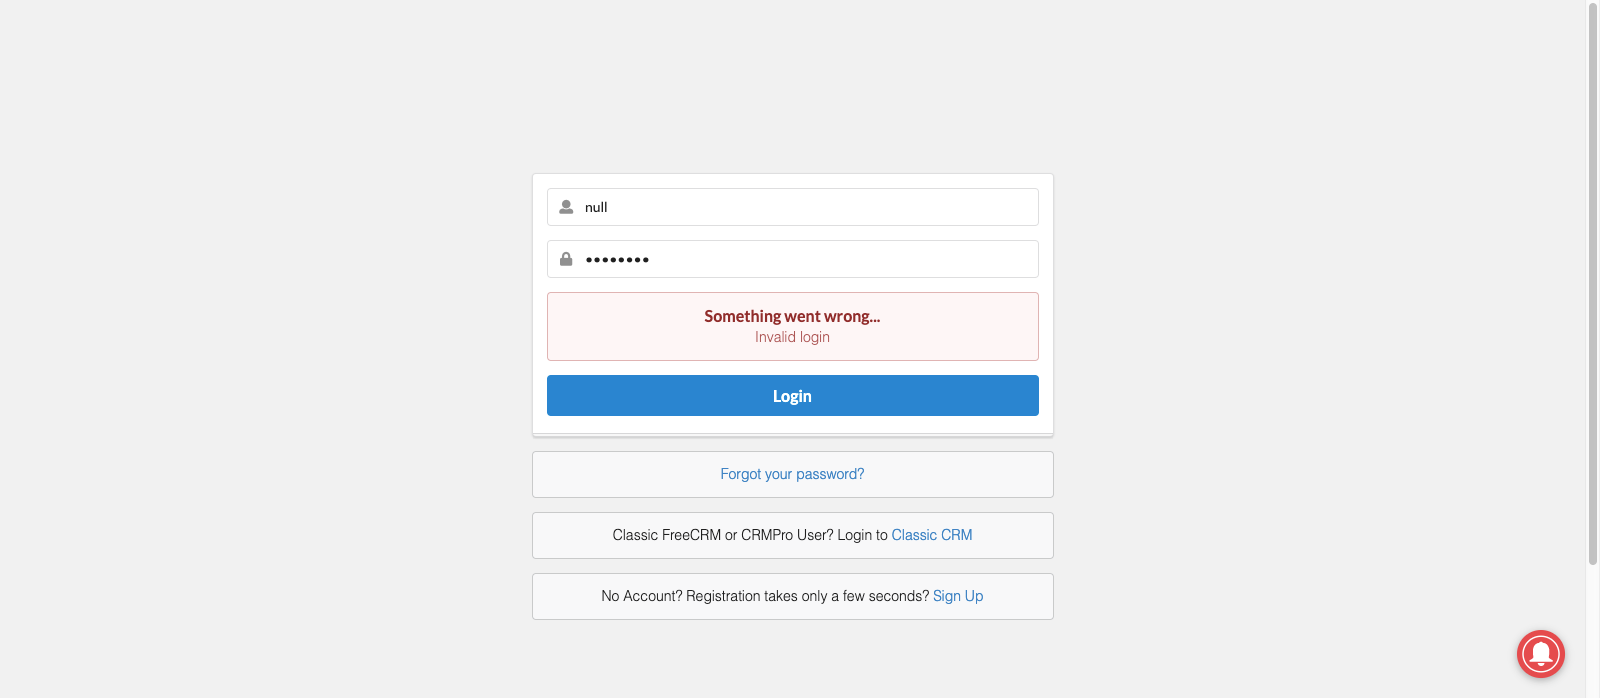 null
••••••••
Something went wrong...
Invalid login
Login
Forgot your password?
Classic FreeCRM or CRMPro User? Login to Classic CRM
No Account? Registration takes only a few seconds? Sign Up